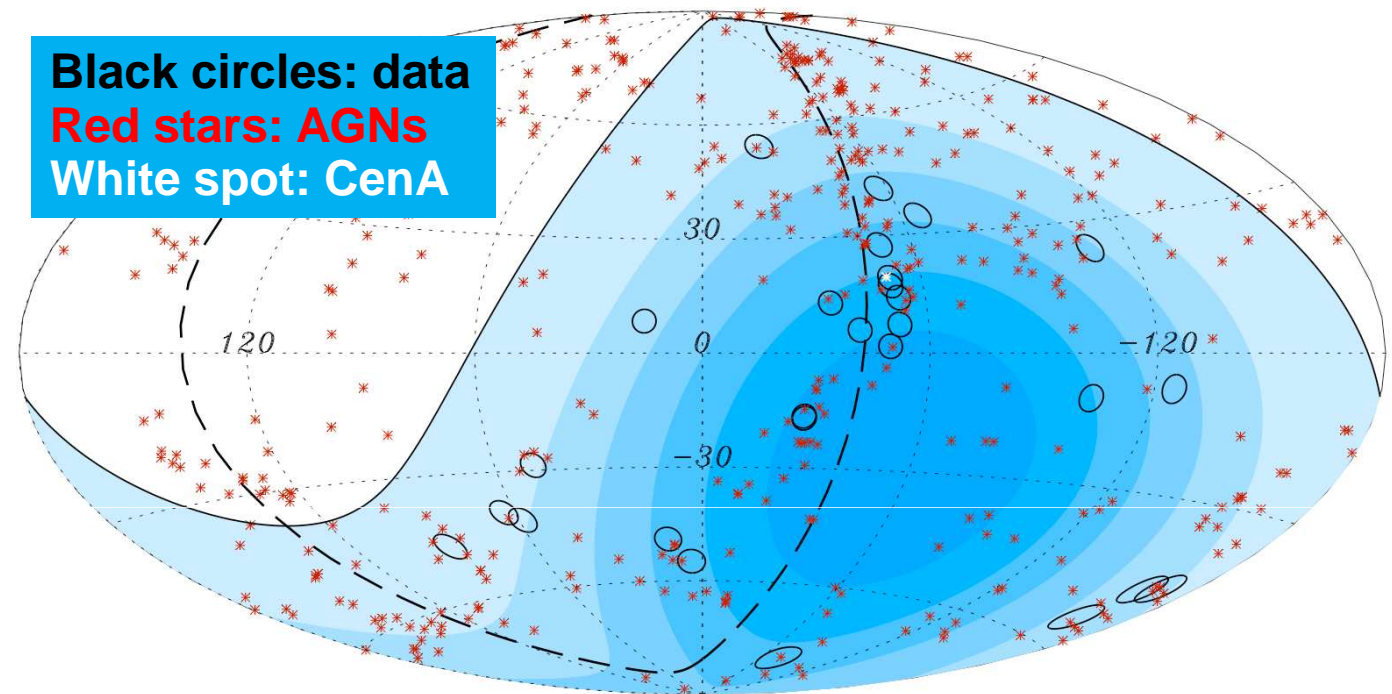 Black circles: data
Red stars: AGNs
White spot: CenA
30
120
0
−120
−30